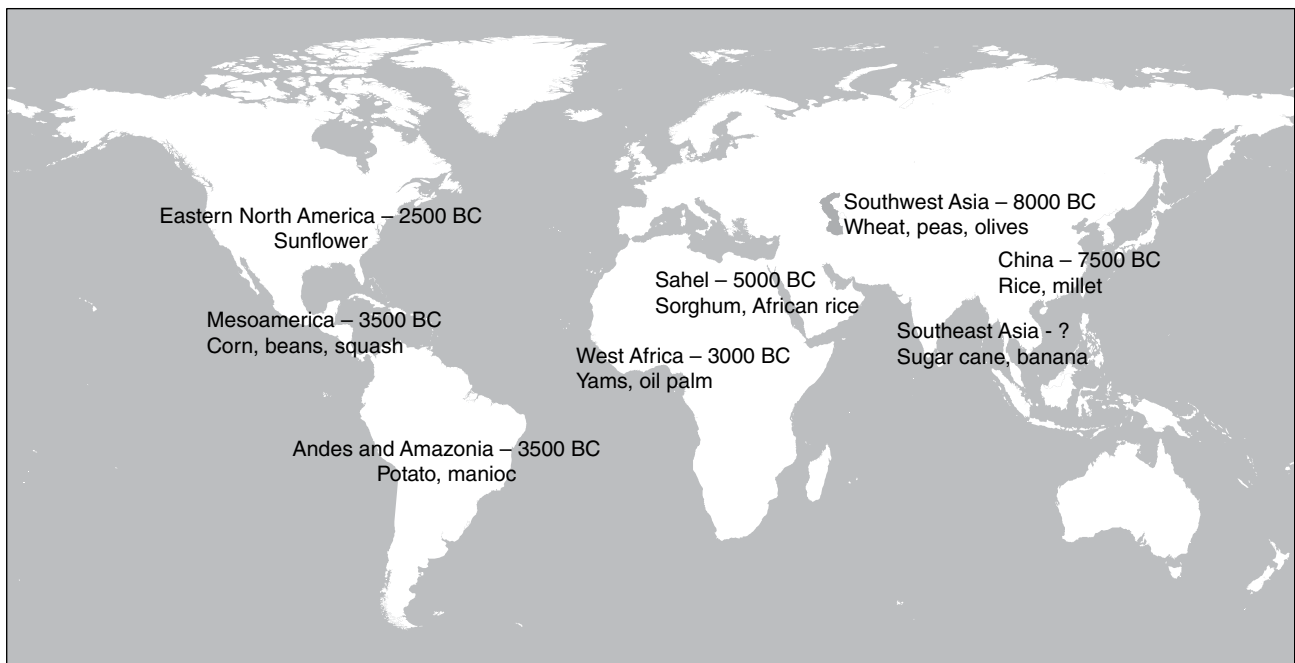 Eastern North America – 2500 BC
Sunflower
Southwest Asia – 8000 BC
Wheat, peas, olives
China – 7500 BC
Rice, millet
Sahel – 5000 BC
Sorghum, African rice
Mesoamerica – 3500 BC
Corn, beans, squash
Southeast Asia - ?
Sugar cane, banana
West Africa – 3000 BC
Yams, oil palm
Andes and Amazonia – 3500 BC
Potato, manioc